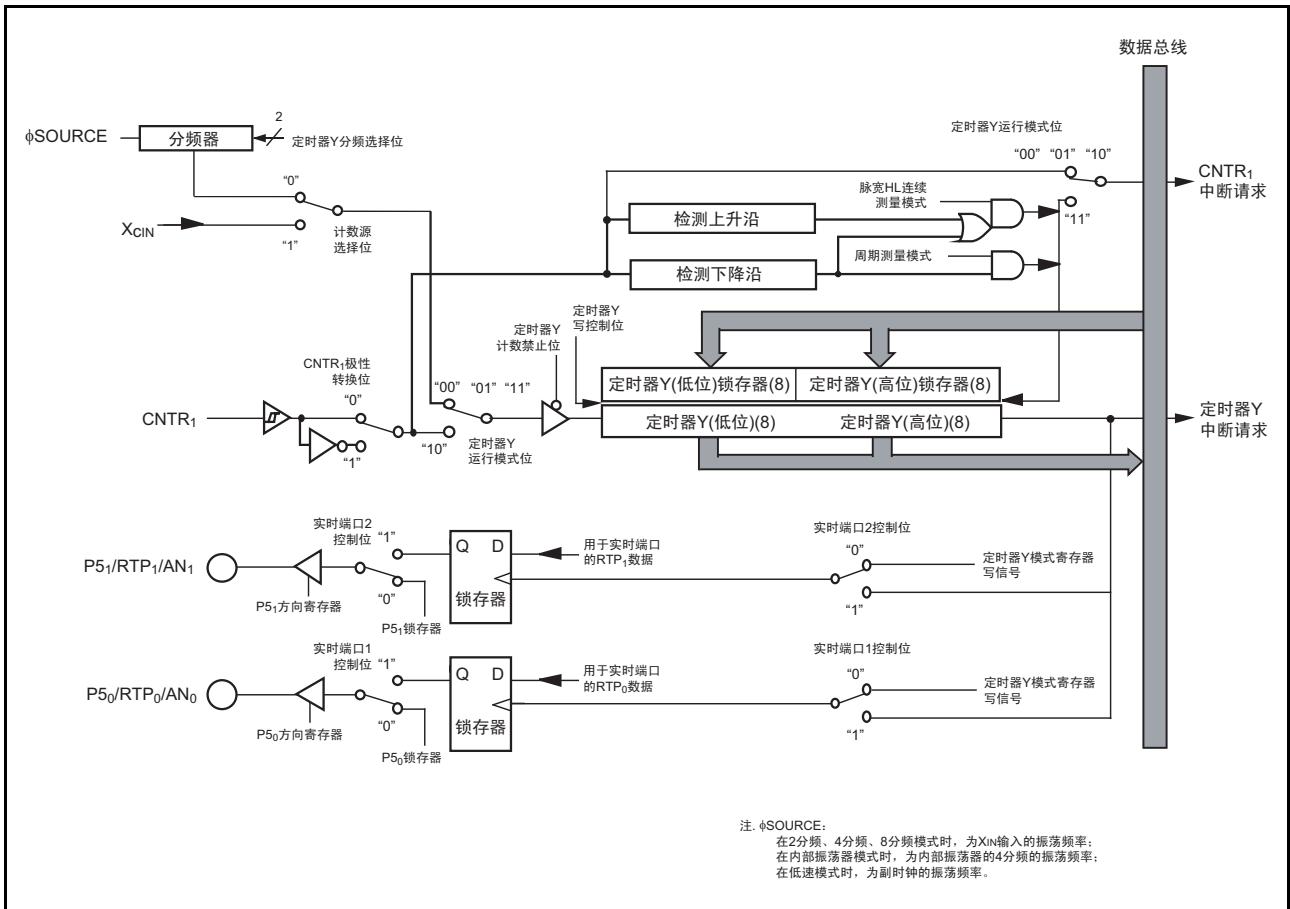 数据总线
φSOURCE
分频器
2
定时器Y分频选择位
定时器Y运行模式位
“00” “01” “10”
CNTR1
中断请求
“0”
XCIN
“1”
计数源
选择位
脉宽HL连续
测量模式
“11”
检测上升沿
周期测量模式
检测下降沿
定时器Y
写控制位
定时器Y
计数禁止位
CNTR1极性
转换位
“0”
“00” “01” “11”
定时器Y(低位)锁存器(8)
定时器Y(高位)锁存器(8)
CNTR1
定时器Y(低位)(8)
定时器Y(高位)(8)
定时器Y
中断请求
“1”
“10”
定时器Y
运行模式位
实时端口2
控制位
“1”
Q D
用于实时端口
的RTP1数据
实时端口2控制位
“0”
定时器Y模式寄存器
写信号
P51/RTP1/AN1
P51方向寄存器
“0”
P51锁存器
锁存器
“1”
实时端口1
控制位
“1”
Q D
用于实时端口
的RTP0数据
实时端口1控制位
“0”
定时器Y模式寄存器
写信号
P50/RTP0/AN0
P50方向寄存器
“0”
P50锁存器
锁存器
“1”
注. φSOURCE：
在2分频、4分频、8分频模式时，为XIN输入的振荡频率；
在内部振荡器模式时，为内部振荡器的4分频的振荡频率；
在低速模式时，为副时钟的振荡频率。